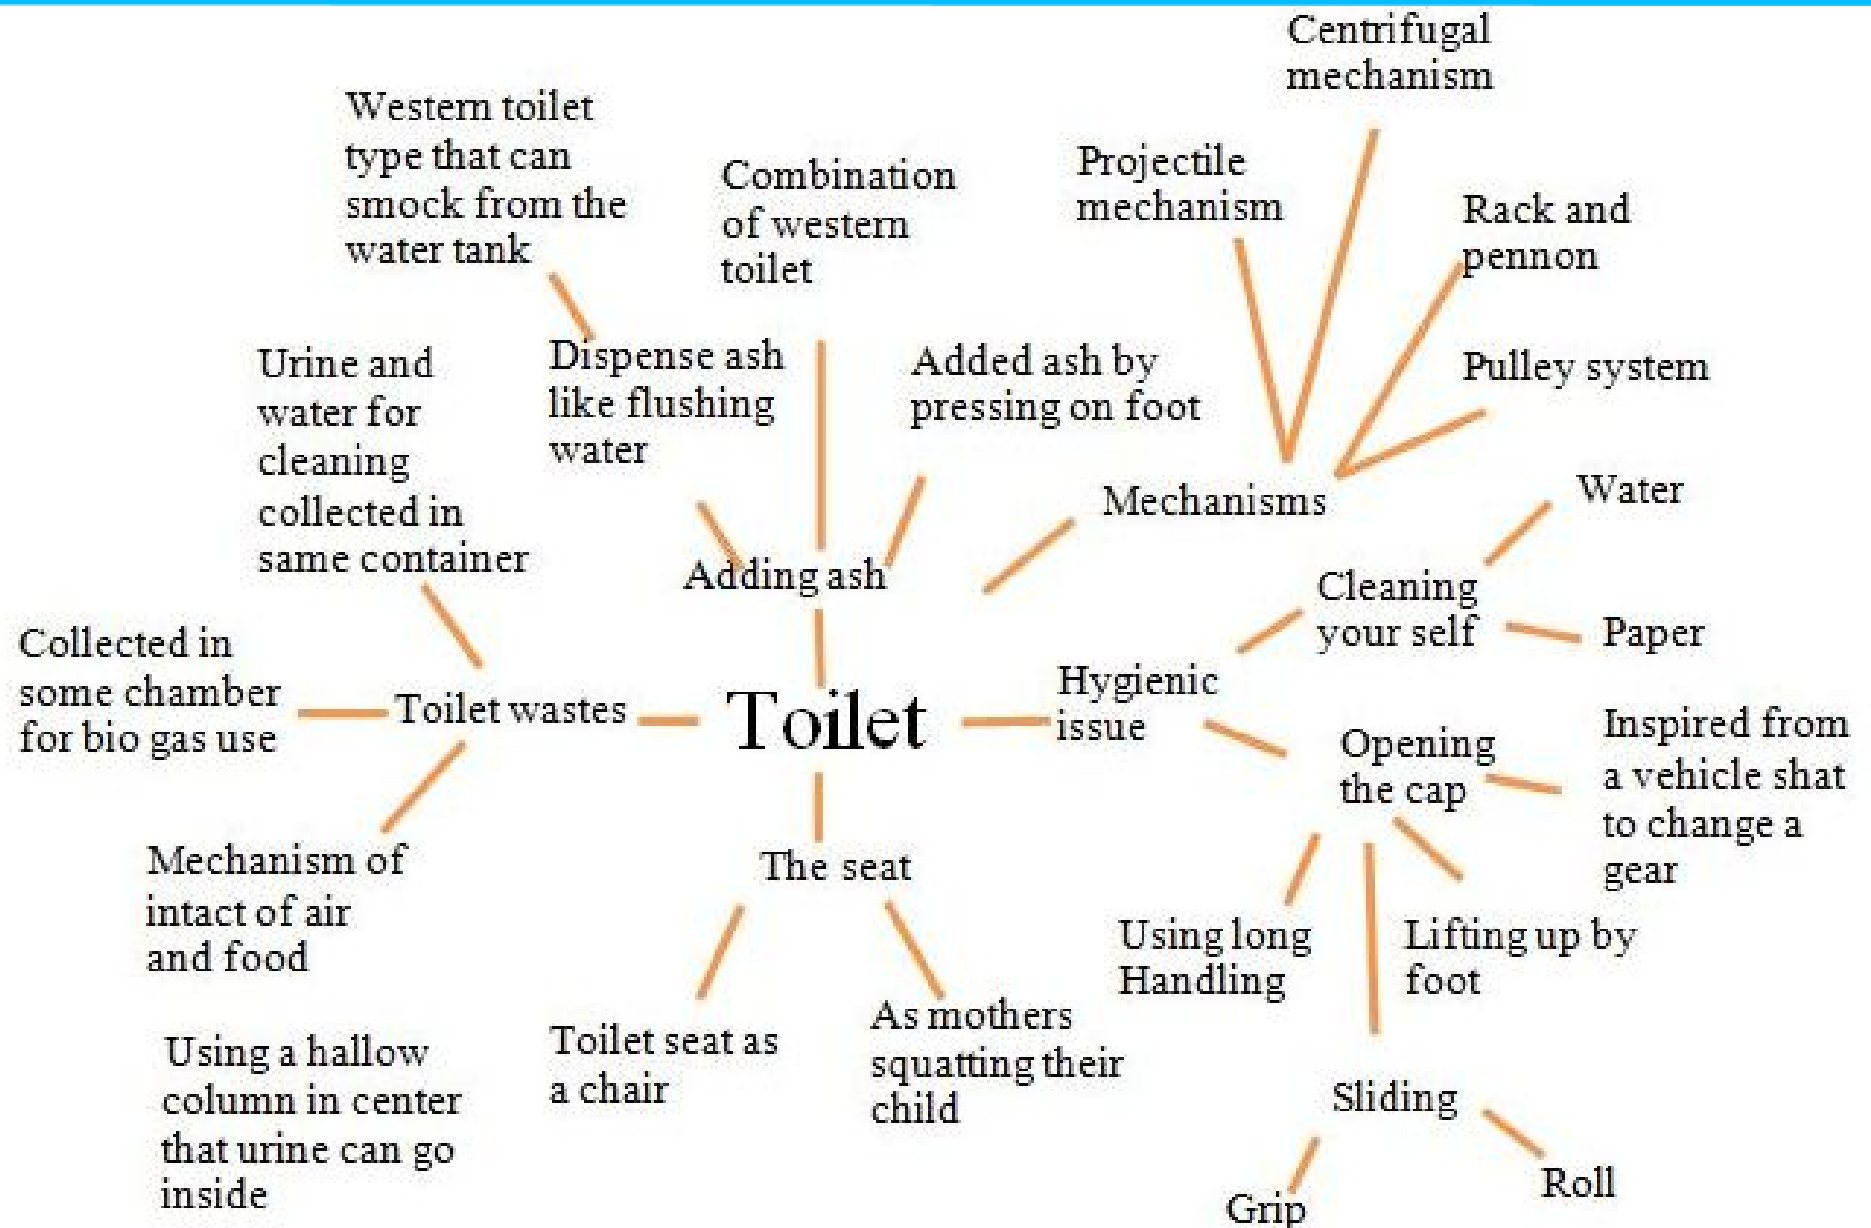 Centrifugal
mechanism
Western toilet
type that can
smock from the
water tank
Combination
of western
toilet
Projectile
mechanism
Rack and
pennon
Urine and
water for
cleaning
collected in
same container
Dispense ash
like flushing
water
Added ash by
pressing on foot
Pulley system
Mechanisms
Water
Adding ash
Cleaning
your self
Paper
Collected in
some chamber
for bio gas use
Toilet wastes
Toilet
Hygienic
issue
Opening
the cap
Inspired from
a vehicle shat
to change a
gear
Mechanism of
intact of air
and food
The seat
Using long
Handling
Lifting up by
foot
Using a hallow
column in center
that urine can go
inside
Toilet seat as
a chair
As mothers
squatting their
child
Sliding
Grip
Roll